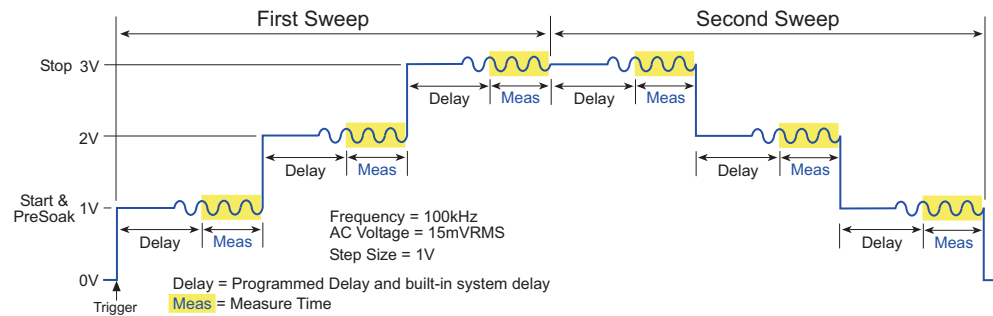 First Sweep
Second Sweep
Stop 3V
Delay
Meas
Delay
Meas
2V
Delay
Meas
Delay
Meas
Start &
PreSoak
1V
Delay
Meas
Frequency = 100kHz
AC Voltage = 15mVRMS
Step Size = 1V
Delay
Meas
0V
Trigger
Delay = Programmed Delay and built-in system delay
Meas = Measure Time